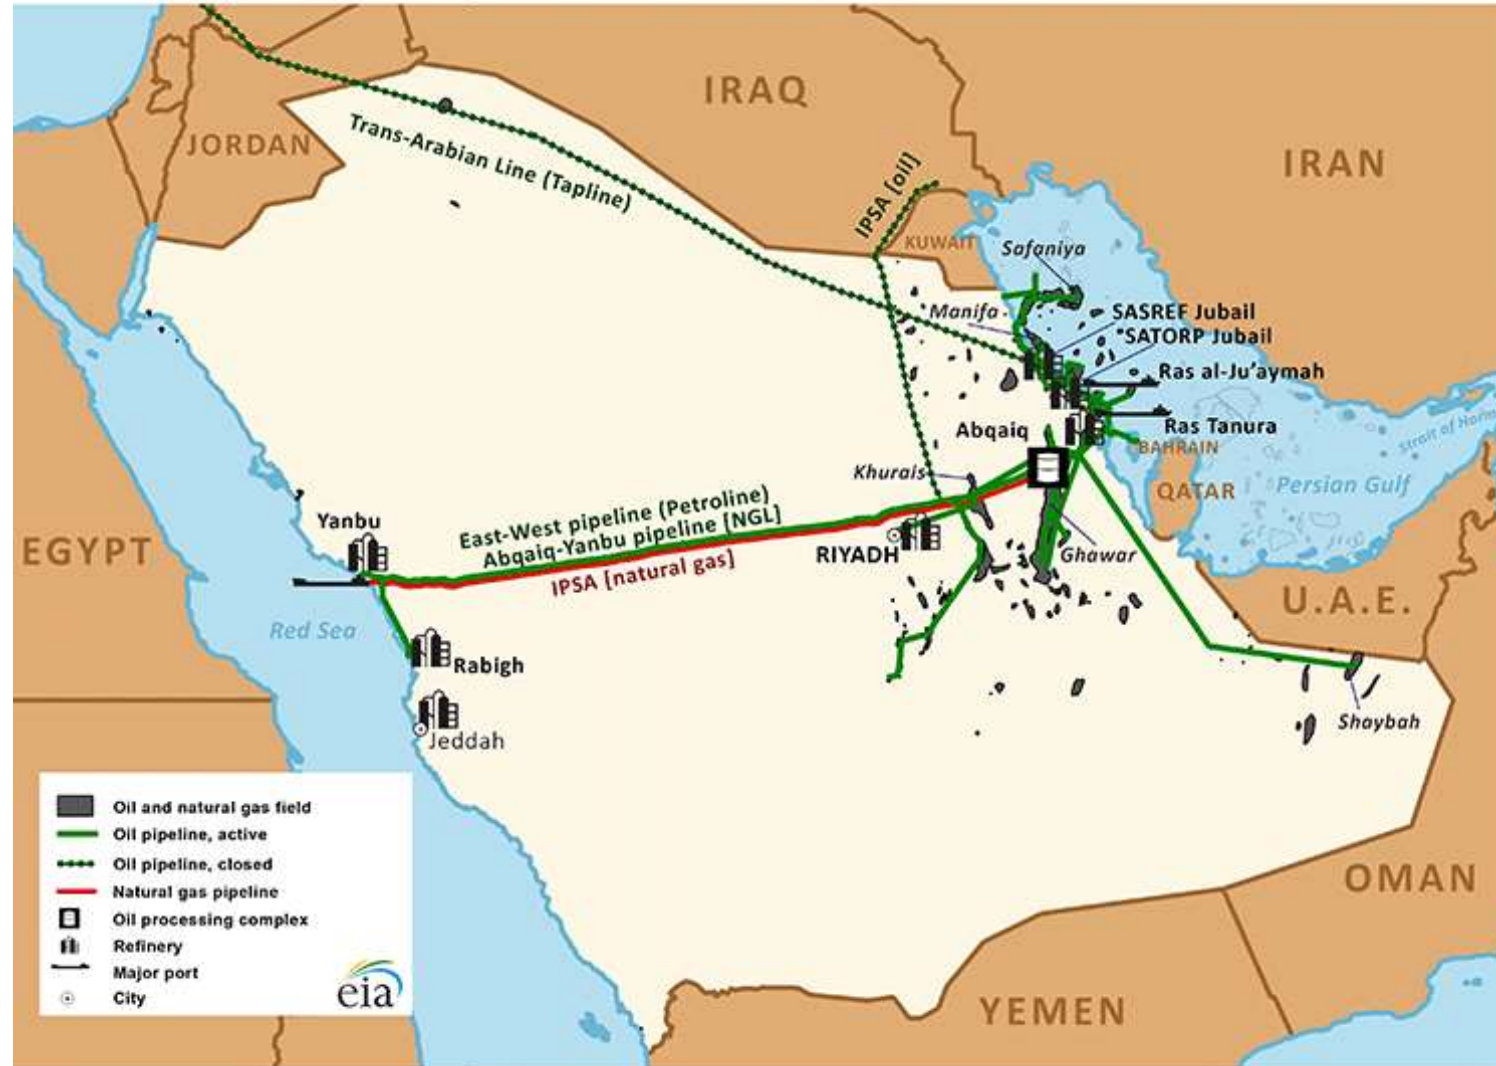 IRAQ
JORDAN
IRAN
Trans-Arabian Line (Tapline)
IPSA [oil]
KUWAIT
Safaniya
Manifa
SASREF Jubail
SATORP Jubail
Ras al-Ju'aymah
Ras Tanura
Abqaiq
BAHRAIN
Strait of Horm
Khurais
QATAR
Persian Gulf
East-West pipeline (Petroline)
Abqaiq-Yanbu pipeline [NGL]
IPSA [natural gas]
Yanbu
EGYPT
RIYADH
Ghawar
U.A.E.
Red Sea
Rabigh
Shaybah
Jeddah
Oil and natural gas field
Oil pipeline, active
Oil pipeline, closed
Natural gas pipeline
Oil processing complex
Refinery
Major port
City
eia
OMAN
YEMEN